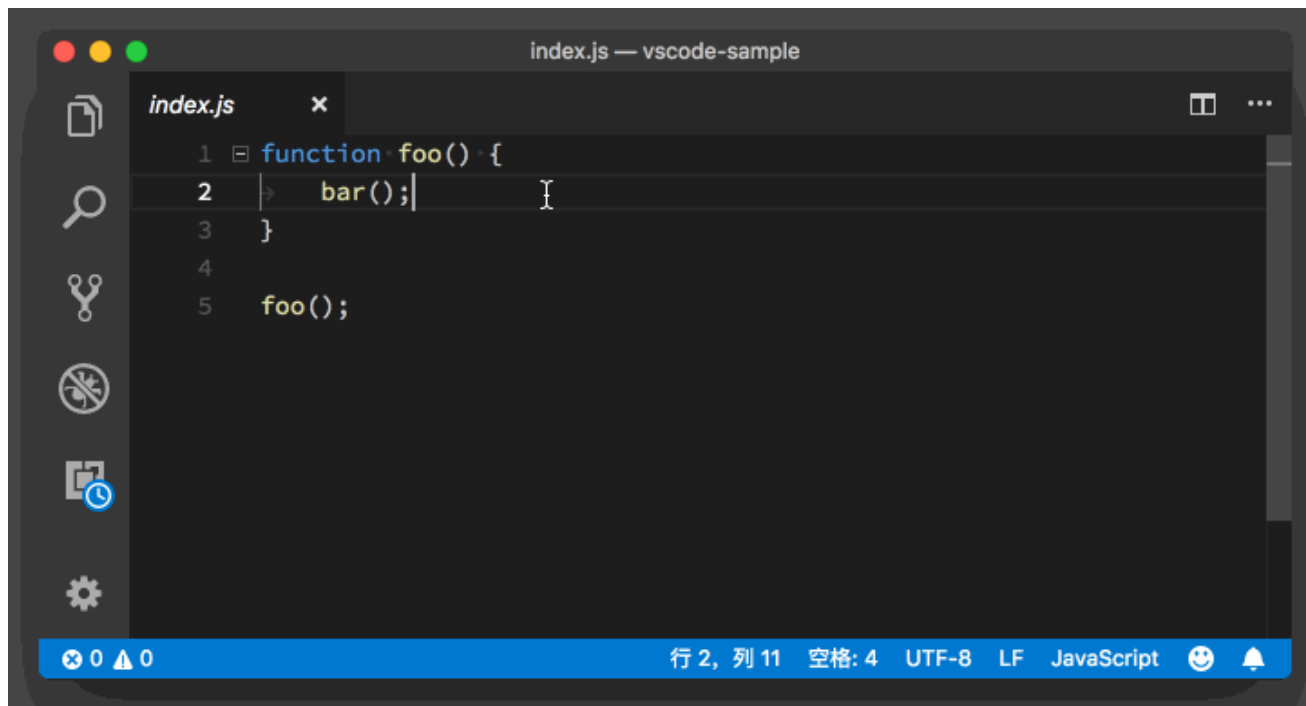 index.js — vscode-sample
index.js
1 function foo() {
2 bar();
3 }
4
5 foo();
0 0 行 2, 列 11 空格: 4 UTF-8 LF JavaScript